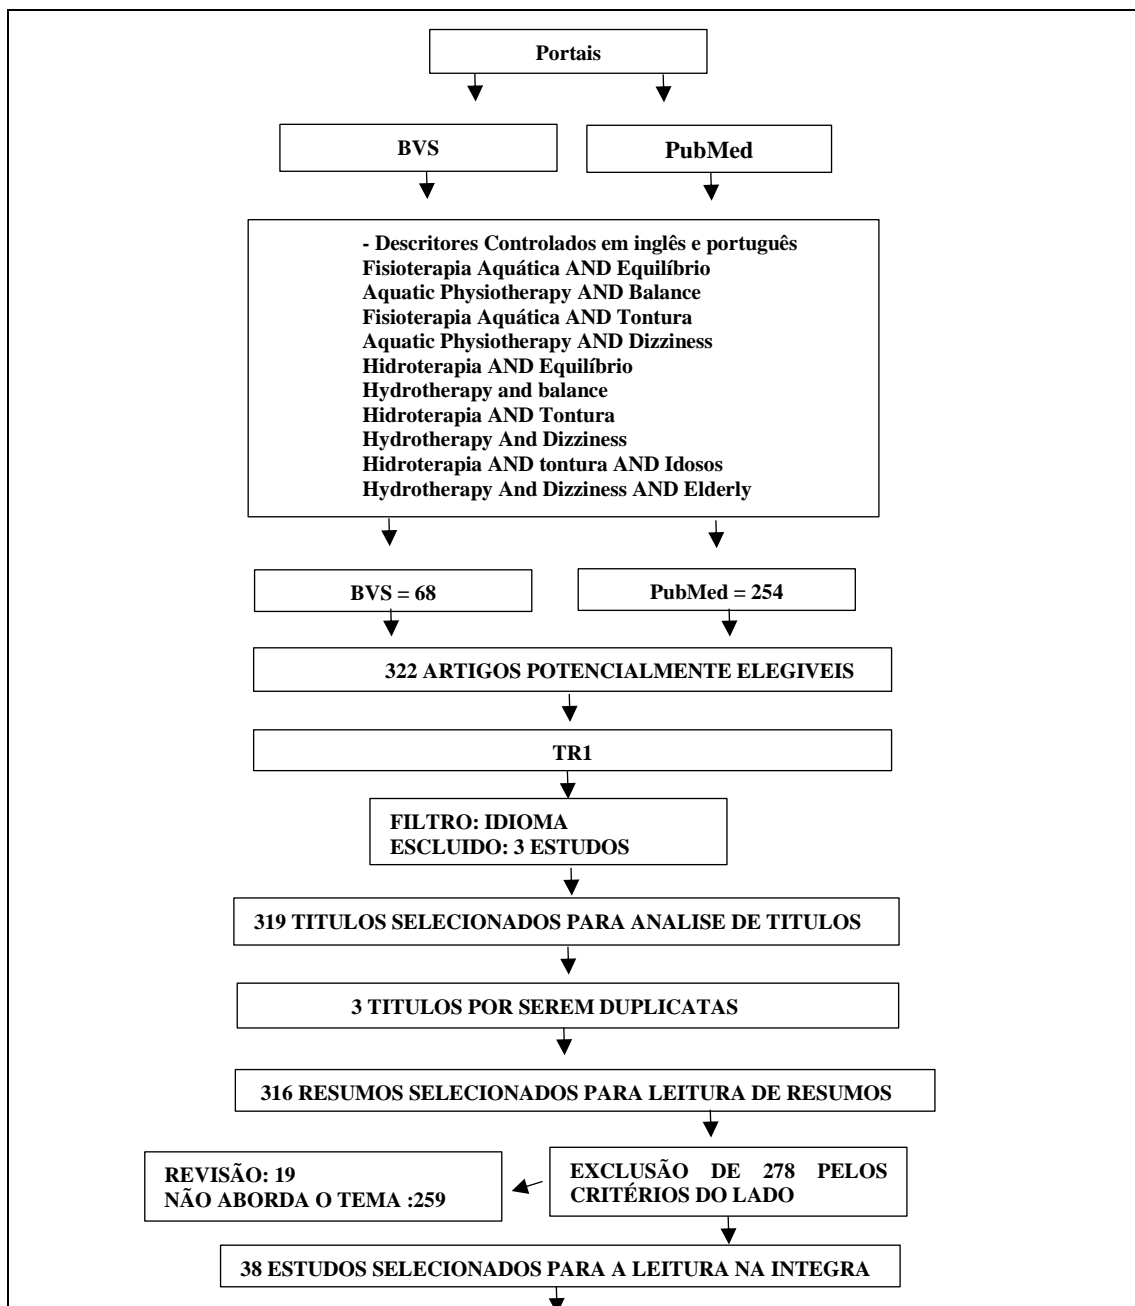 Portais
BVS
PubMed
- Descritores Controlados em inglês e português
Fisioterapia Aquática AND Equilíbrio
Aquatic Physiotherapy AND Balance
Fisioterapia Aquática AND Tontura
Aquatic Physiotherapy AND Dizziness
Hidroterapia AND Equilíbrio
Hydrotherapy and balance
Hidroterapia AND Tontura
Hydrotherapy And Dizziness
Hidroterapia AND tontura AND Idosos
Hydrotherapy And Dizziness AND Elderly
BVS = 68
PubMed = 254
322 ARTIGOS POTENCIALMENTE ELEGIVEIS
TR1
FILTRO: IDIOMA
ESCLUIDO: 3 ESTUDOS
319 TITULOS SELECIONADOS PARA ANALISE DE TITULOS
3 TITULOS POR SEREM DUPLICATAS
316 RESUMOS SELECIONADOS PARA LEITURA DE RESUMOS
REVISÃO: 19
NÃO ABORDA O TEMA :259
EXCLUSÃO DE 278 PELOS
CRITÉRIOS DO LADO
38 ESTUDOS SELECIONADOS PARA A LEITURA NA INTEGRA